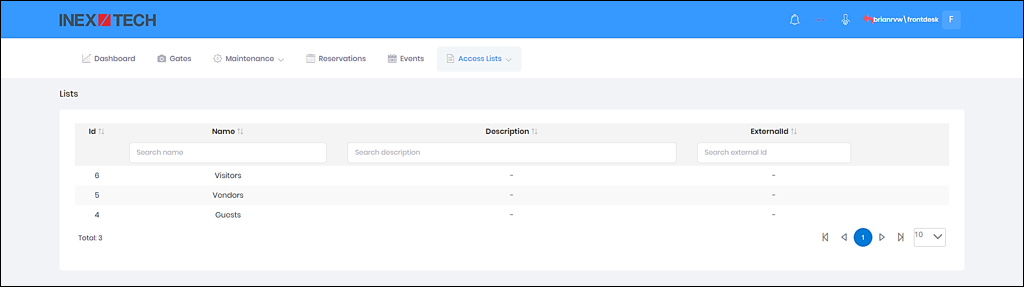 INEX TECH
brianrvw\frontdesk F
Dashboard Gates Maintenance Reservations Events Access Lists
Lists
Id Name Description ExternalId
Search name Search description Search external id
6 Visitors - -
5 Vendors - -
4 Guests - -
Total: 3 1 10